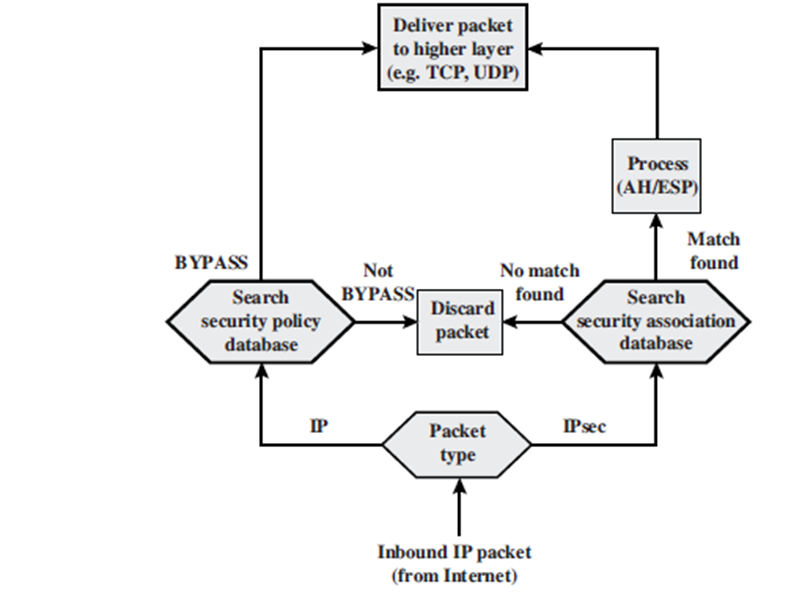 Deliver packet
to higher layer
(e.g. TCP, UDP)
Process
(AH/ESP)
BYPASS
Not
BYPASS
No match
found
Match
found
Search
security policy
database
Discard
packet
Search
security association
database
IP
Packet
type
IPsec
Inbound IP packet
(from Internet)